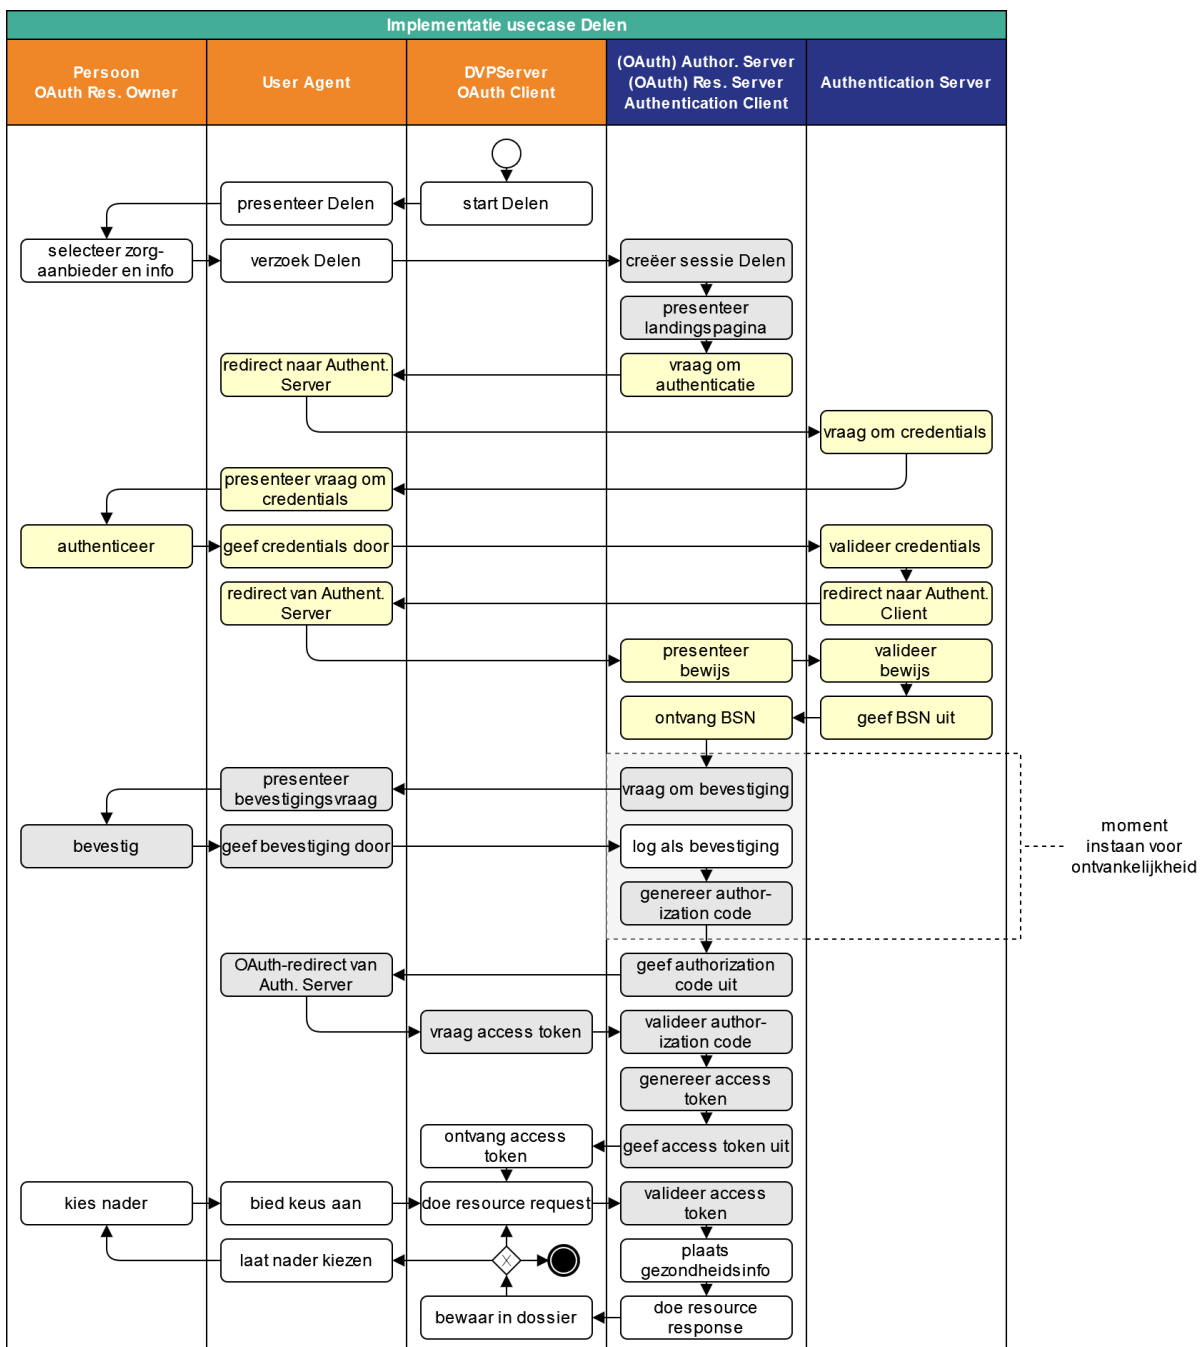 Implementatie usecase Delen
Persoon
OAuth Res. Owner
User Agent
DVPServer
OAuth Client
(OAuth) Author. Server
(OAuth) Res. Server
Authentication Client
Authentication Server
presenteer Delen
start Delen
selecteer zorg-
aanbieder en info
verzoek Delen
creëer sessie Delen
presenteer
landingspagina
redirect naar Authent.
Server
vraag om
authenticatie
vraag om credentials
presenteer vraag om
credentials
authenticeer
geef credentials door
valideer credentials
redirect van Authent.
Server
redirect naar Authent.
Client
presenteer
bewijs
valideer
bewijs
ontvang BSN
geef BSN uit
presenteer
bevestigingsvraag
vraag om bevestiging
bevestig
geef bevestiging door
log als bevestiging
moment
instaan voor
ontvankelijkheid
genereer author-
ization code
OAuth-redirect van
Auth. Server
geef authorization
code uit
vraag access token
valideer author-
ization code
genereer access
token
ontvang access
token
geef access token uit
kies nader
bied keus aan
doe resource request
valideer access
token
laat nader kiezen
X
plaats
gezondheidsinfo
bewaar in dossier
doe resource
response